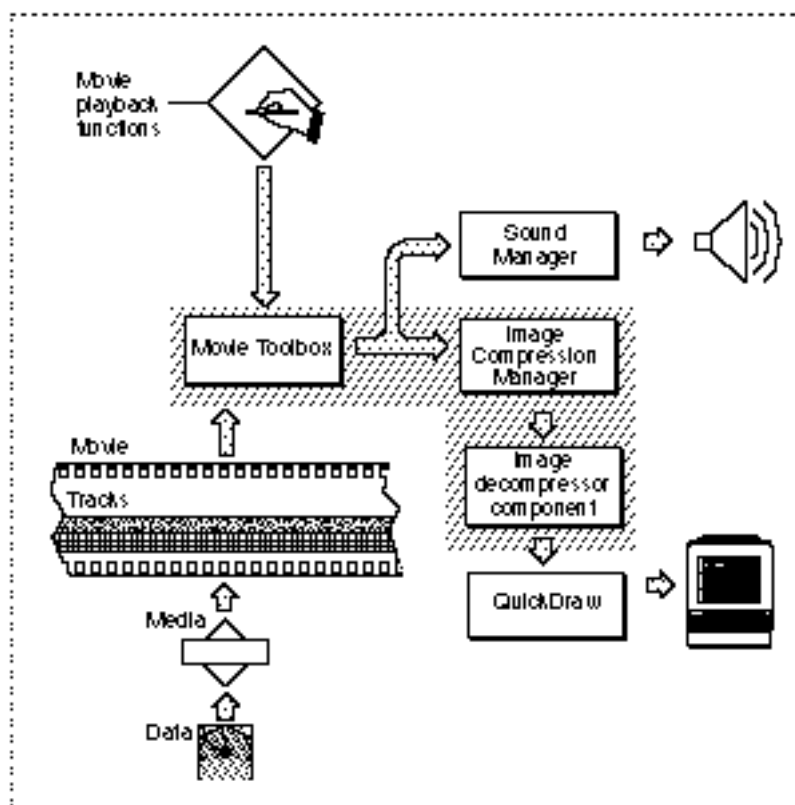 Movie
playback
functions
Sound
Manager
Movie Toolbox
Image
Compression
Manager
Movie
Tracks
Image
decompressor
component
QuickDraw
Media
Data